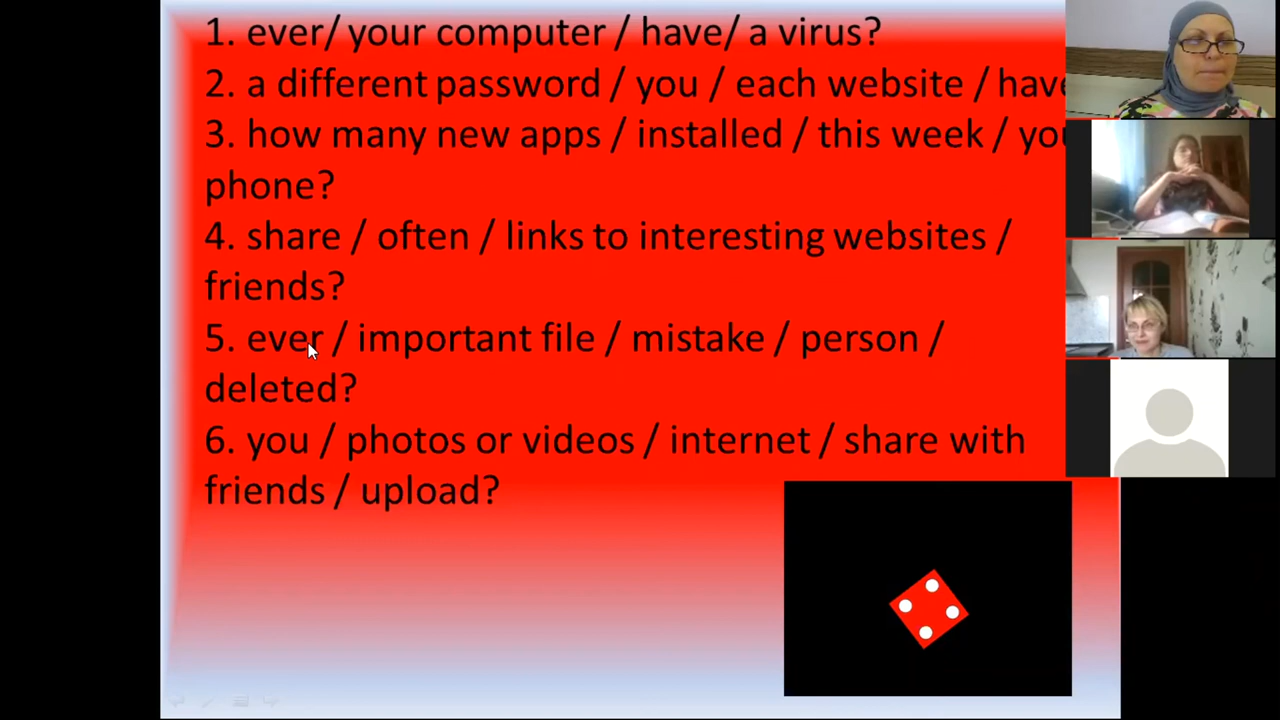 1. ever/ your computer / have/ a virus?
2. a different password / you / each website / have
3. how many new apps / installed / this week / you
phone?
4. share / often / links to interesting websites /
friends?
5. ever / important file / mistake / person /
deleted?
6. you / photos or videos / internet / share with
friends / upload?